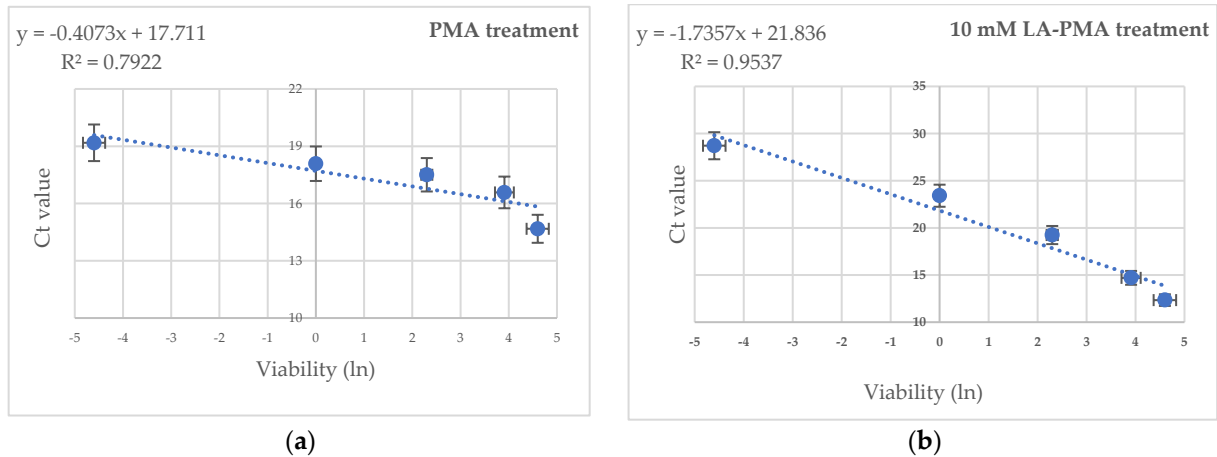 y = -0.4073x + 17.711
R² = 0.7922
PMA treatment
22
19
16
13
10
-5 -4 -3 -2 -1 0 1 2 3 4 5
Ct value
Viability (ln)
(a)
y = -1.7357x + 21.836
R² = 0.9537
10 mM LA-PMA treatment
35
30
25
20
15
10
-5 -4 -3 -2 -1 0 1 2 3 4 5
Ct value
Viability (ln)
(b)